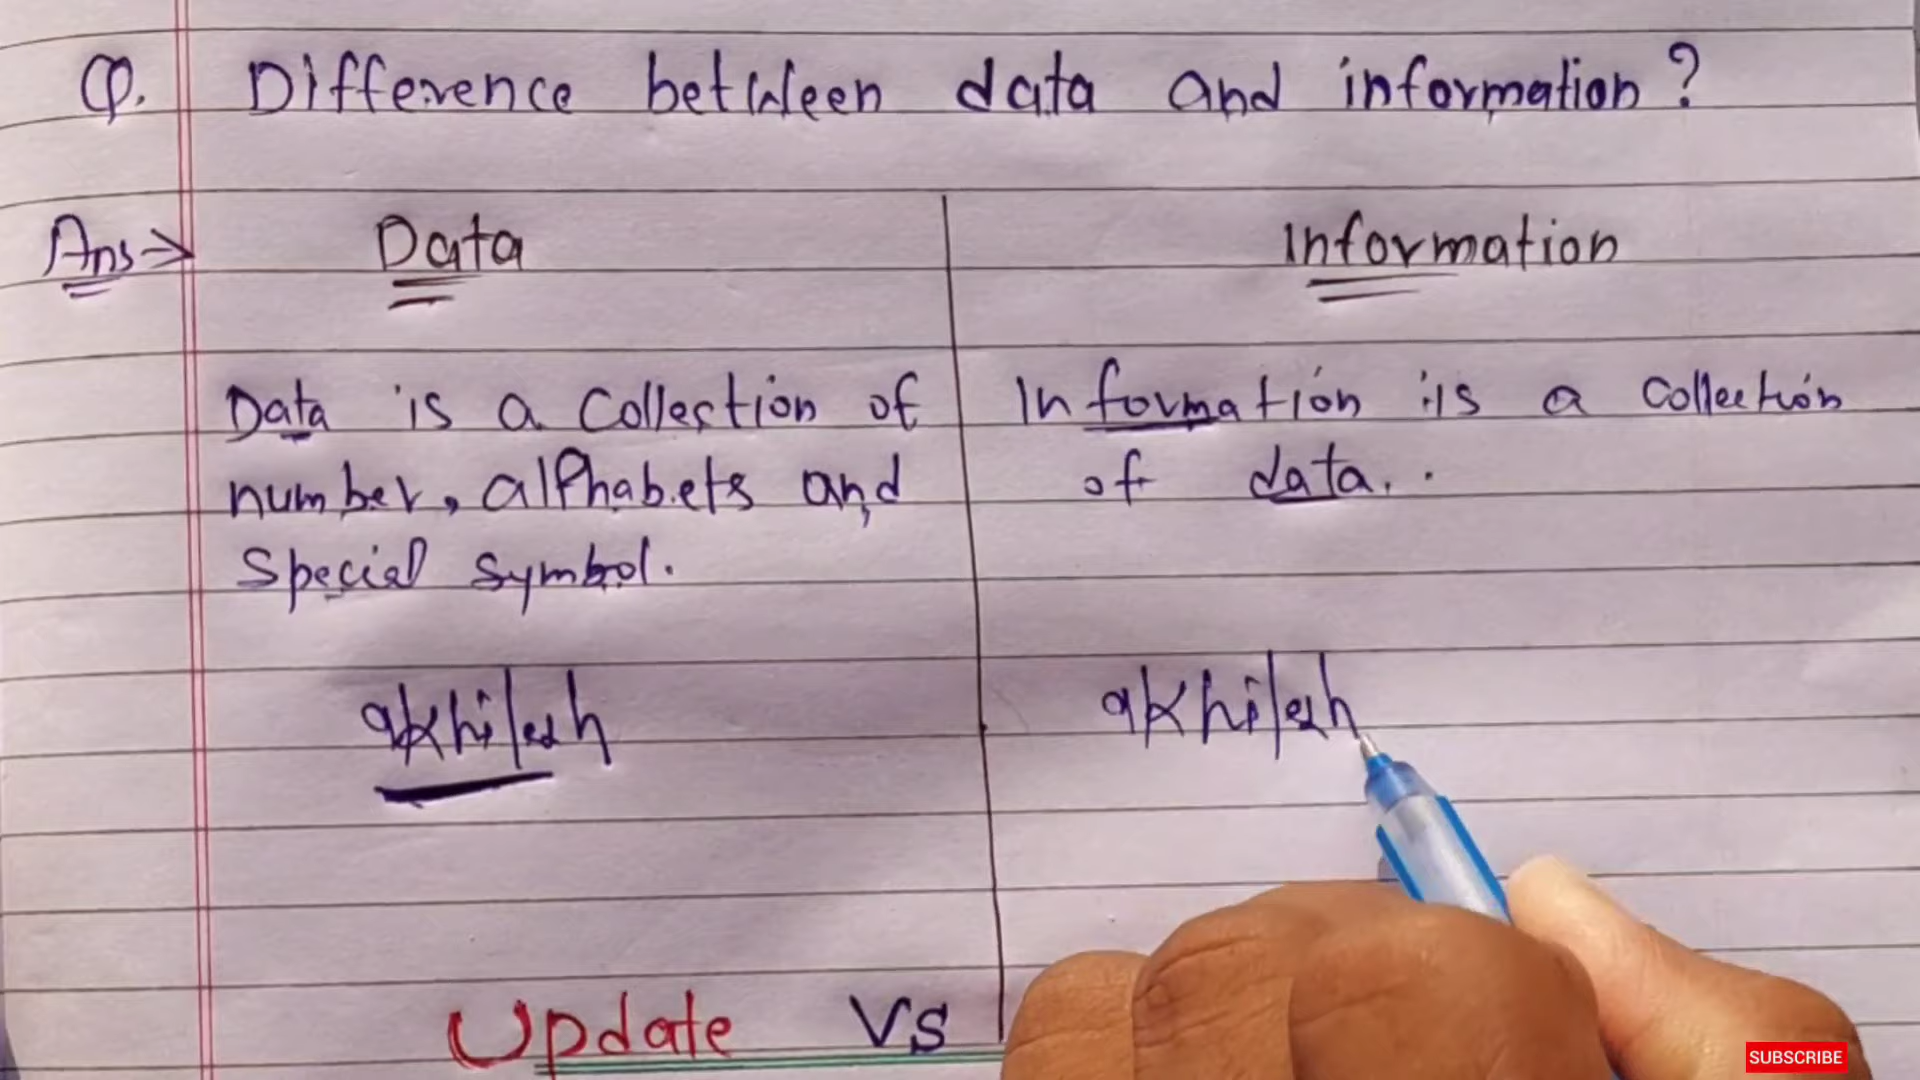 Q. Difference between data and information?
Ans→ Data Information
Data is a Collection of
number, alphabets and
Special symbol.
Information is a collection
of data..
akhilesh
akhilesh
Update Vs
SUBSCRIBE